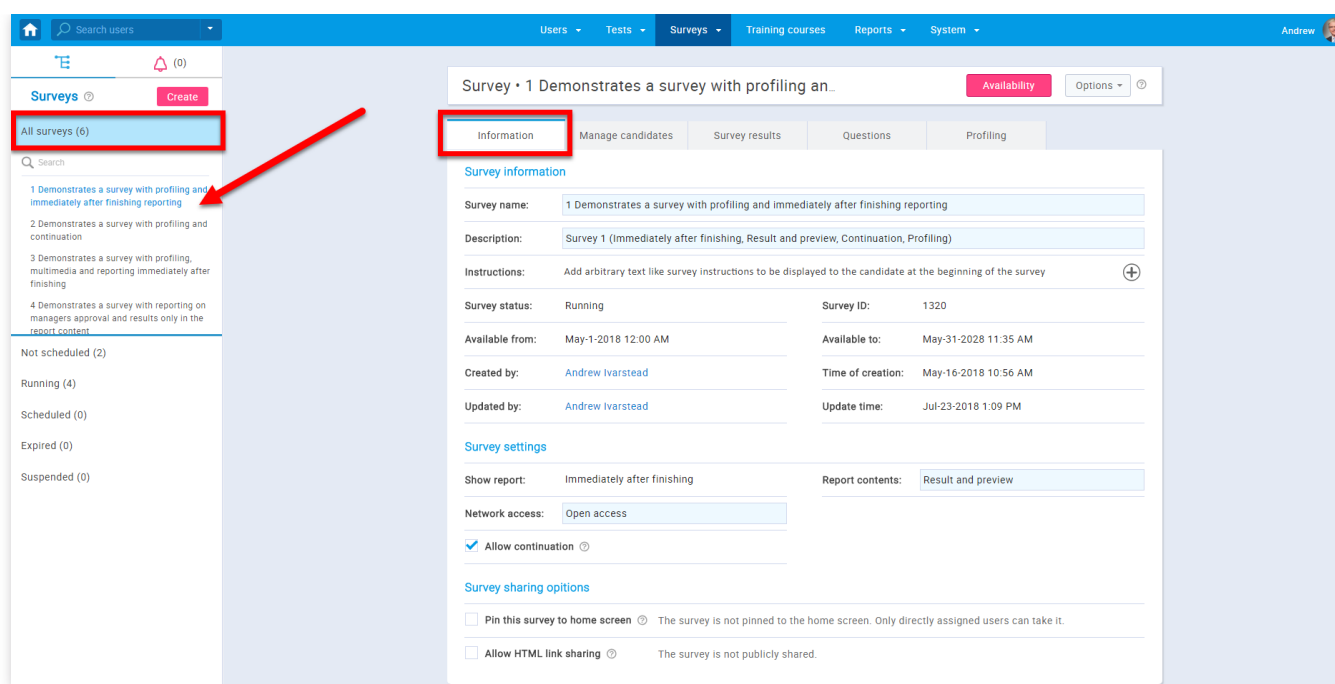 Search users
Users
Tests
Surveys
Training courses
Reports
System
Andrew
(0)
Surveys
Create
All surveys (6)
Search
1 Demonstrates a survey with profiling and
immediately after finishing reporting
2 Demonstrates a survey with profiling and
continuation
3 Demonstrates a survey with profiling,
multimedia and reporting immediately after
finishing
4 Demonstrates a survey with reporting on
managers approval and results only in the
report content
Not scheduled (2)
Running (4)
Scheduled (0)
Expired (0)
Suspended (0)
Survey • 1 Demonstrates a survey with profiling an...
Availability
Options
Information
Manage candidates
Survey results
Questions
Profiling
Survey information
Survey name: 1 Demonstrates a survey with profiling and immediately after finishing reporting
Description: Survey 1 (Immediately after finishing, Result and preview, Continuation, Profiling)
Instructions: Add arbitrary text like survey instructions to be displayed to the candidate at the beginning of the survey
Survey status: Running Survey ID: 1320
Available from: May-1-2018 12:00 AM Available to: May-31-2028 11:35 AM
Created by: Andrew Ivarstead Time of creation: May-16-2018 10:56 AM
Updated by: Andrew Ivarstead Update time: Jul-23-2018 1:09 PM
Survey settings
Show report: Immediately after finishing Report contents: Result and preview
Network access: Open access
Allow continuation
Survey sharing opitions
Pin this survey to home screen The survey is not pinned to the home screen. Only directly assigned users can take it.
Allow HTML link sharing The survey is not publicly shared.